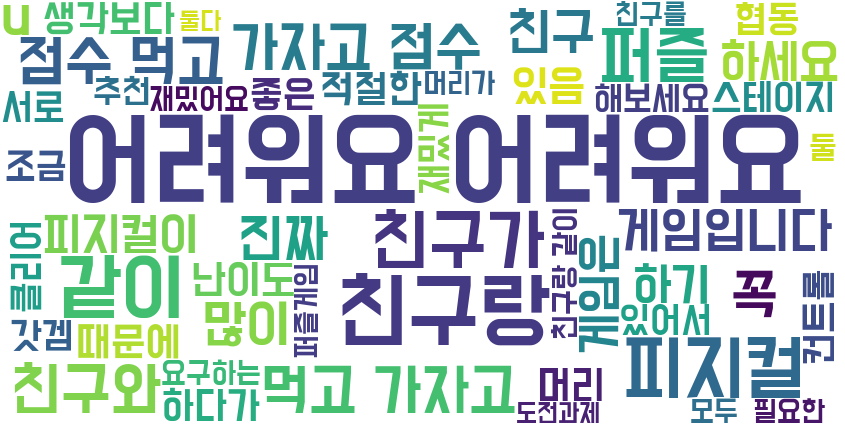 u 생각보다 둘다
점수 먹고
가자고 점수
친구
친구를
퍼즐
협동
하세요
서로
추천
재밌어요
좋은
적절한
머리가
있음
해보세요
스테이지
조금
어려워요 어려워요
재밌게
둘
클리어
피지컬이
진짜
친구가
친구랑 같이
게임은
게임입니다
같이
난이도
많이
퍼즐게임
친구랑
하기
있어서
꼭
컨트롤
갓겜
때문에
친구와
요구하는
하다가
먹고 가자고
머리
도전과제
피지컬
모두
필요한